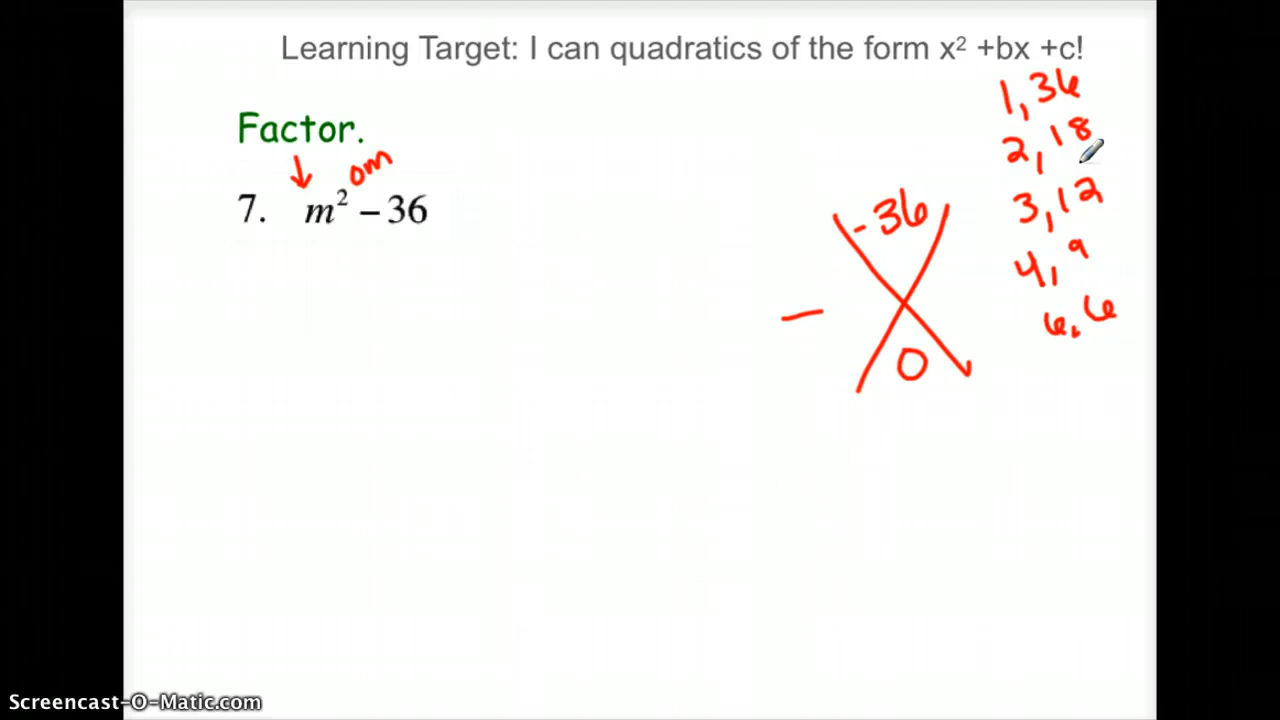 Learning Target: I can quadratics of the form x² +bx +c!
Factor.
0m
7. m² – 36
-36
–
0
1,36
2,18
3,12
4,9
6,6
Screencast-O-Matic.com